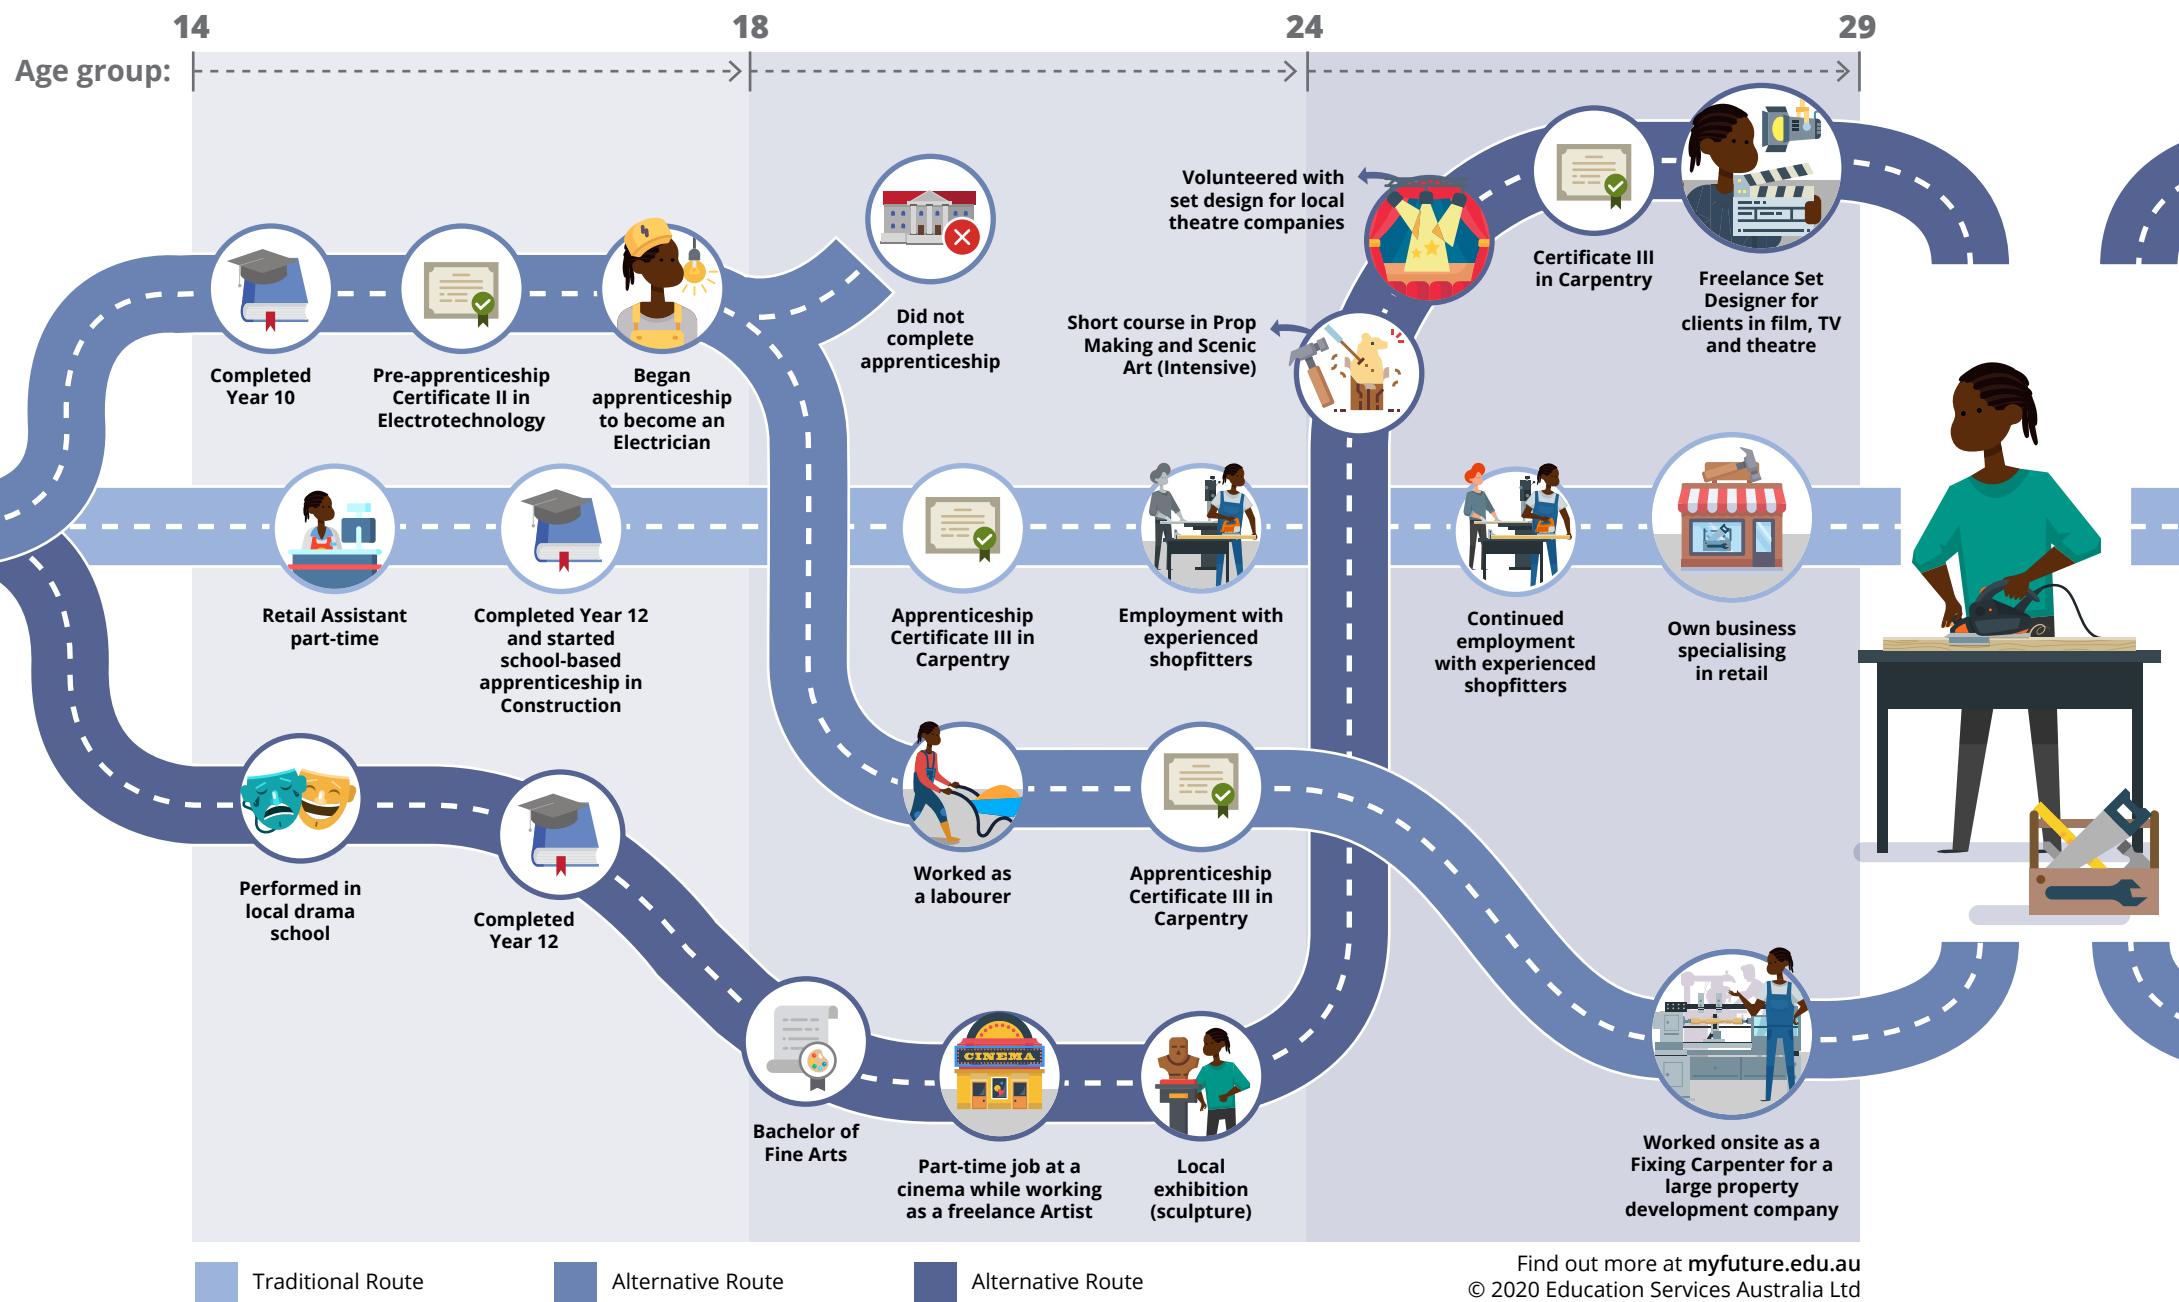 14
18
24
29
Age group:
Completed
Year 10
Pre-apprenticeship
Certificate II in
Electrotechnology
Began
apprenticeship
to become an
Electrician
Did not
complete
apprenticeship
Volunteered with
set design for local
theatre companies
Short course in Prop
Making and Scenic
Art (Intensive)
Certificate III
in Carpentry
Freelance Set
Designer for
clients in film, TV
and theatre
Retail Assistant
part-time
Completed Year 12
and started
school-based
apprenticeship in
Construction
Apprenticeship
Certificate III in
Carpentry
Employment with
experienced
shopfitters
Continued
employment
with experienced
shopfitters
Own business
specialising
in retail
Performed in
local drama
school
Completed
Year 12
Worked as
a labourer
Apprenticeship
Certificate III in
Carpentry
Bachelor of
Fine Arts
CINEMA
Part-time job at a
cinema while working
as a freelance Artist
Local
exhibition
(sculpture)
Worked onsite as a
Fixing Carpenter for a
large property
development company
Traditional Route
Alternative Route
Alternative Route
Find out more at myfuture.edu.au
© 2020 Education Services Australia Ltd